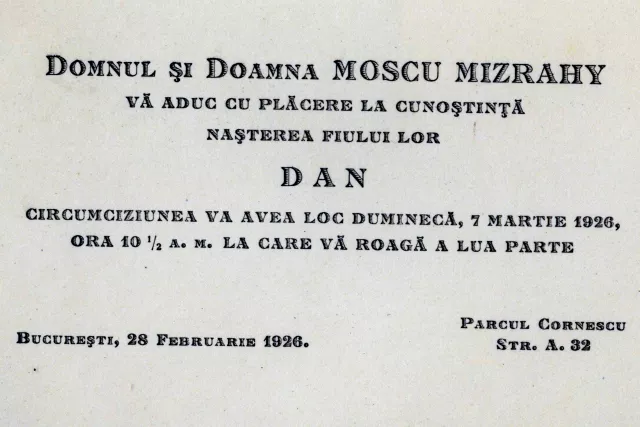 DOMNUL ŞI DOAMNA MOSCU MIZRAHY
VĂ ADUC CU PLĂCERE LA CUNOŞTINŢĂ
NAŞTEREA FIULUI LOR
DAN
CIRCUMCIZIUNEA VA AVEA LOC DUMINECĂ, 7 MARTIE 1926,
ORA 10 ½ A. M. LA CARE VĂ ROAGĂ A LUA PARTE
BUCUREŞTI, 28 FEBRUARIE 1926.
PARCUL CORNESCU
STR. A. 32